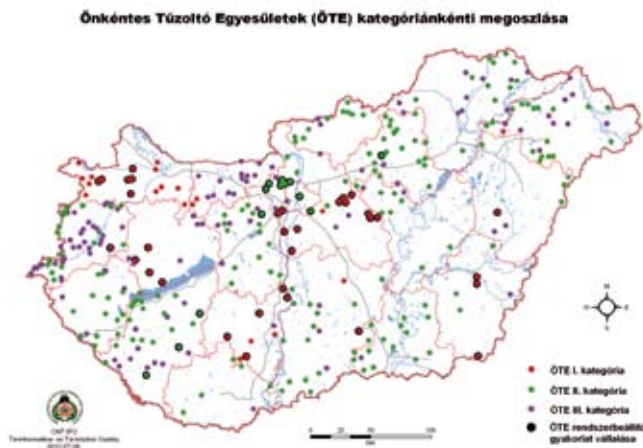 Önkéntes Tűzoltó Egyesületek (ÖTE) kategóriánkénti megoszlása
ÖTE I. kategória
ÖTE II. kategória
ÖTE III. kategória
ÖTE rendszerbeállító
gyakorlat vállalása